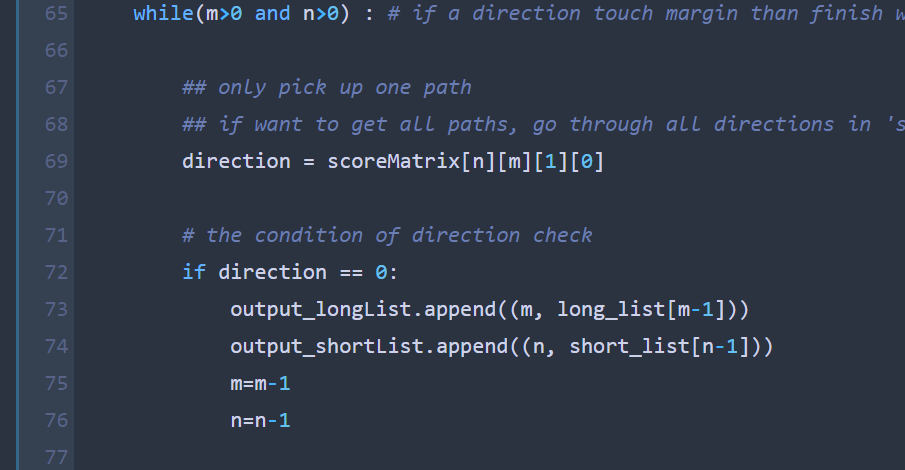 65 while(m>0 and n>0) : # if a direction touch margin than finish
66
67 ## only pick up one path
68 ## if want to get all paths, go through all directions in
69 direction = scoreMatrix[n][m][1][0]
70
71 # the condition of direction check
72 if direction == 0:
73 output_longList.append((m, long_list[m-1]))
74 output_shortList.append((n, short_list[n-1]))
75 m=m-1
76 n=n-1
77